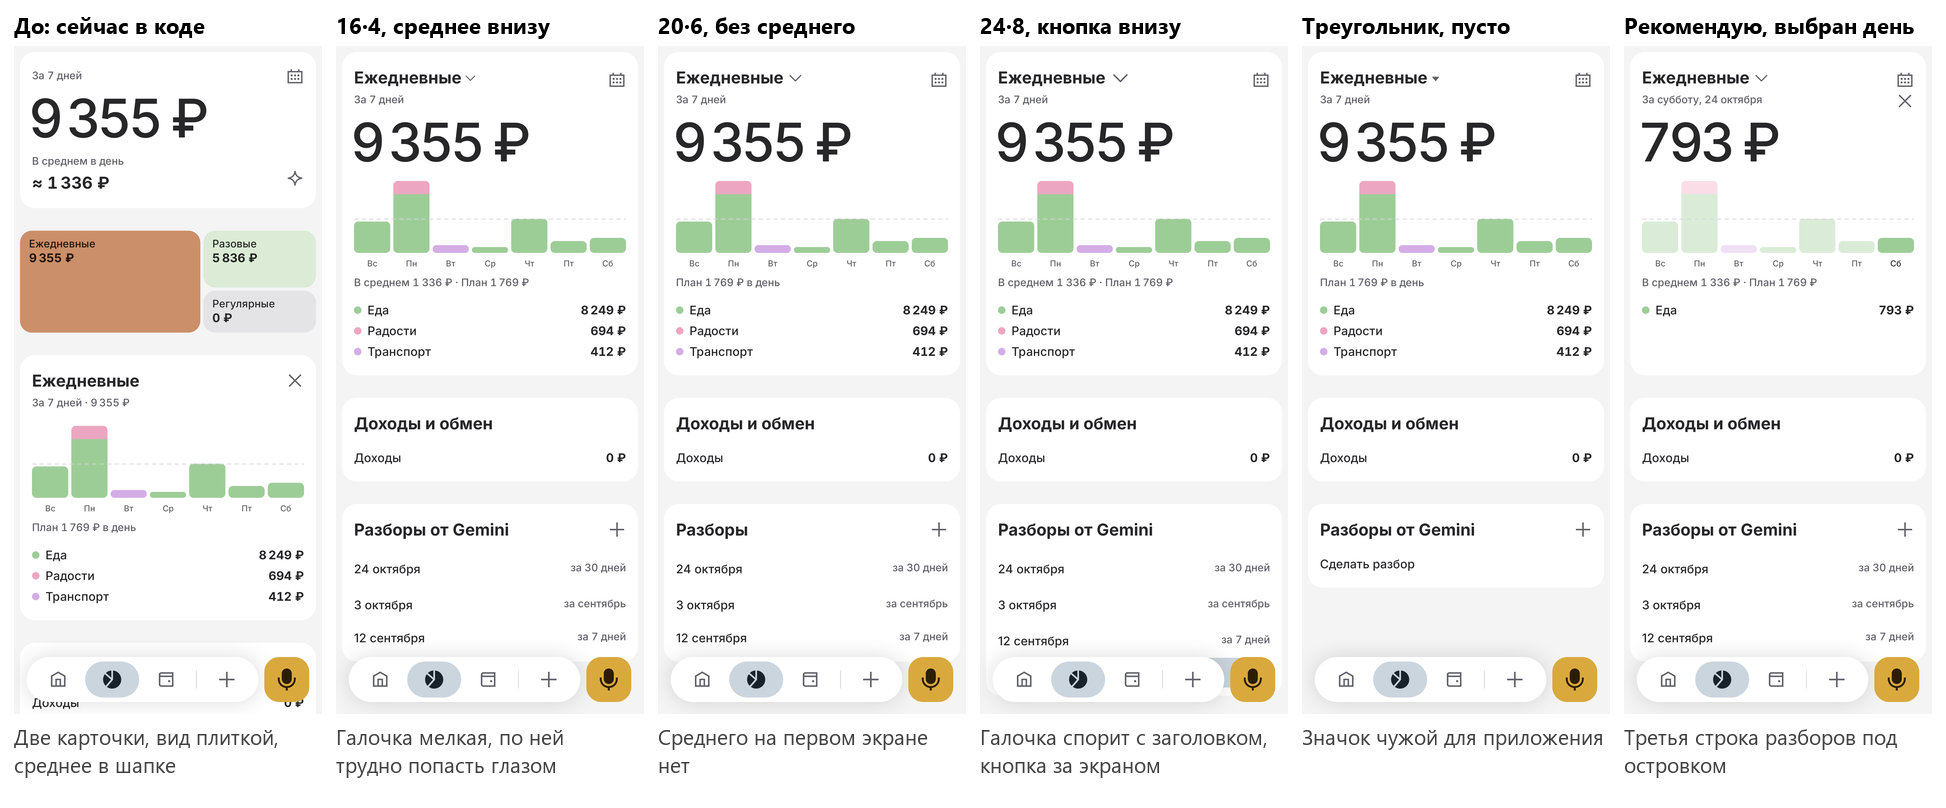 До: сейчас в коде
За 7 дней
9 355 ₽
В среднем в день
≈ 1 336 ₽
Ежедневные
9 355 ₽
Разовые
5 836 ₽
Регулярные
0 ₽
Ежедневные
За 7 дней · 9 355 ₽
Вс Пн Вт Ср Чт Пт Сб
План 1 769 ₽ в день
Еда 8 249 ₽
Радости 694 ₽
Транспорт 412 ₽
Доходы 0 ₽
Две карточки, вид плиткой,
среднее в шапке
16·4, среднее внизу
Ежедневные
За 7 дней
9 355 ₽
Вс Пн Вт Ср Чт Пт Сб
В среднем 1 336 ₽ · План 1 769 ₽
Еда 8 249 ₽
Радости 694 ₽
Транспорт 412 ₽
Доходы и обмен
Доходы 0 ₽
Разборы от Gemini
24 октября за 30 дней
3 октября за сентябрь
12 сентября за 7 дней
Галочка мелкая, по ней
трудно попасть глазом
20·6, без среднего
Ежедневные
За 7 дней
9 355 ₽
Вс Пн Вт Ср Чт Пт Сб
План 1 769 ₽ в день
Еда 8 249 ₽
Радости 694 ₽
Транспорт 412 ₽
Доходы и обмен
Доходы 0 ₽
Разборы
24 октября за 30 дней
3 октября за сентябрь
12 сентября за 7 дней
Среднего на первом экране
нет
24·8, кнопка внизу
Ежедневные
За 7 дней
9 355 ₽
Вс Пн Вт Ср Чт Пт Сб
В среднем 1 336 ₽ · План 1 769 ₽
Еда 8 249 ₽
Радости 694 ₽
Транспорт 412 ₽
Доходы и обмен
Доходы 0 ₽
Разборы от Gemini
24 октября за 30 дней
3 октября за сентябрь
12 сентября за 7 дней
Галочка спорит с заголовком,
кнопка за экраном
Треугольник, пусто
Ежедневные
За 7 дней
9 355 ₽
Вс Пн Вт Ср Чт Пт Сб
План 1 769 ₽ в день
Еда 8 249 ₽
Радости 694 ₽
Транспорт 412 ₽
Доходы и обмен
Доходы 0 ₽
Разборы от Gemini
Сделать разбор
Значок чужой для приложения
Рекомендую, выбран день
Ежедневные
За субботу, 24 октября
793 ₽
Вс Пн Вт Ср Чт Пт Сб
В среднем 1 336 ₽ · План 1 769 ₽
Еда 793 ₽
Доходы и обмен
Доходы 0 ₽
Разборы от Gemini
24 октября за 30 дней
3 октября за сентябрь
12 сентября за 7 дней
Третья строка разборов под
островком